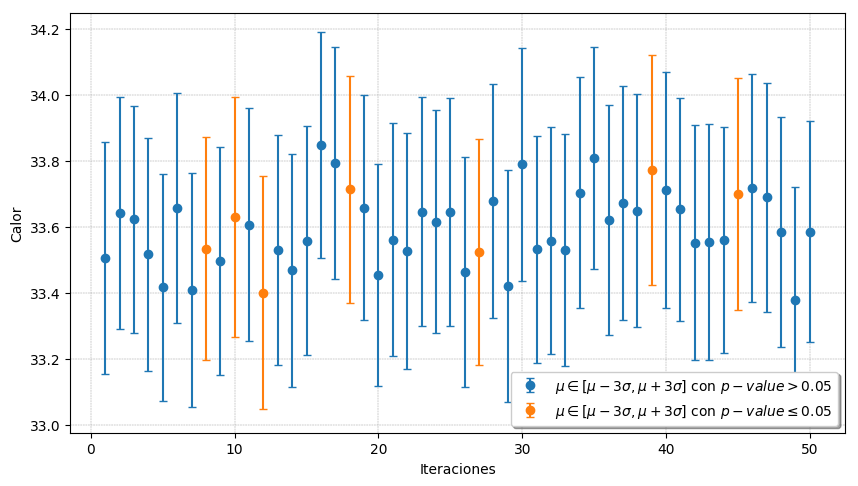 34.2
34.0
33.8
33.6
33.4
33.2
33.0
Calor
0 10 20 30 40 50
Iteraciones
μ ∈ [μ − 3σ, μ + 3σ] con p − value > 0.05
μ ∈ [μ − 3σ, μ + 3σ] con p − value ≤ 0.05